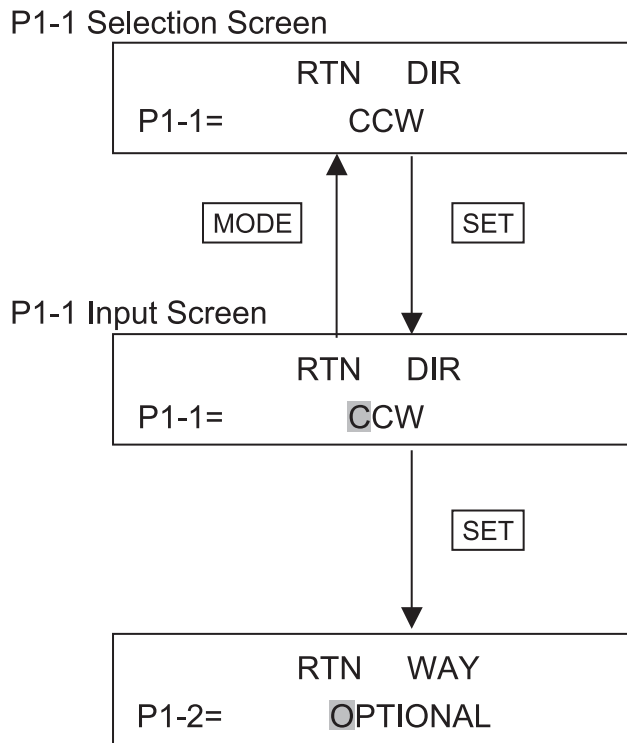 P1-1 Selection Screen
RTN DIR
P1-1= CCW
MODE
SET
P1-1 Input Screen
RTN DIR
P1-1= CCW
SET
RTN WAY
P1-2= OPTIONAL